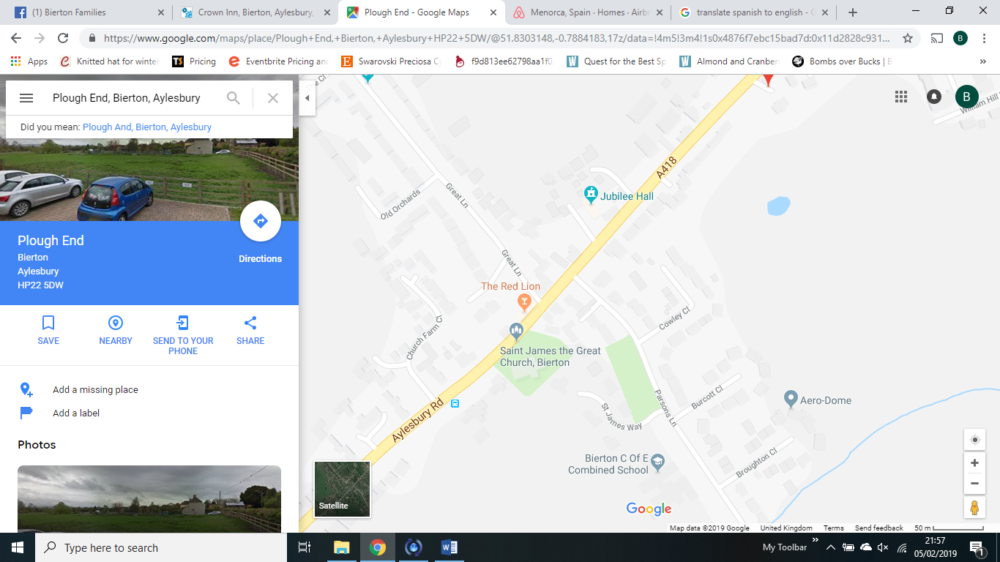 (1) Bierton Families
Crown Inn, Bierton, Aylesbury,
Plough End - Google Maps
Menorca, Spain · Homes · Airb
translate spanish to english - G
https://www.google.com/maps/place/Plough+End,+Bierton,+Aylesbury+HP22+5DW/@51.8303148,-0.7884183,17z/data=!4m5!3m4!1s0x4876f7ebc15bad7d:0x11d2828c931...
B
Apps
Knitted hat for winter
Pricing
Eventbrite Pricing and
Swarovski Preciosa Cy
f9d813ee62798aa1f0
Quest for the Best Sp
Almond and Cranber
Bombs over Bucks | B
Plough End, Bierton, Aylesbury
Did you mean: Plough And, Bierton, Aylesbury
Plough End
Bierton
Aylesbury
HP22 5DW
Directions
SAVE
NEARBY
SEND TO YOUR
PHONE
SHARE
Add a missing place
Add a label
Photos
The Cl
B
William Hill
A418
Jubilee Hall
Great Ln
Old Orchards
Great Ln
The Red Lion
Cowley Cl
Church Farm Cl
Saint James the Great
Church, Bierton
Parsons Ln
Burcott Cl
Aero-Dome
St James Way
Aylesbury Rd
Broughton Cl
Bierton C Of E
Combined School
Satellite
Google
Map data ©2019 Google
United Kingdom
Terms
Send feedback
50 m
Type here to search
My Toolbar
21:57
05/02/2019
1